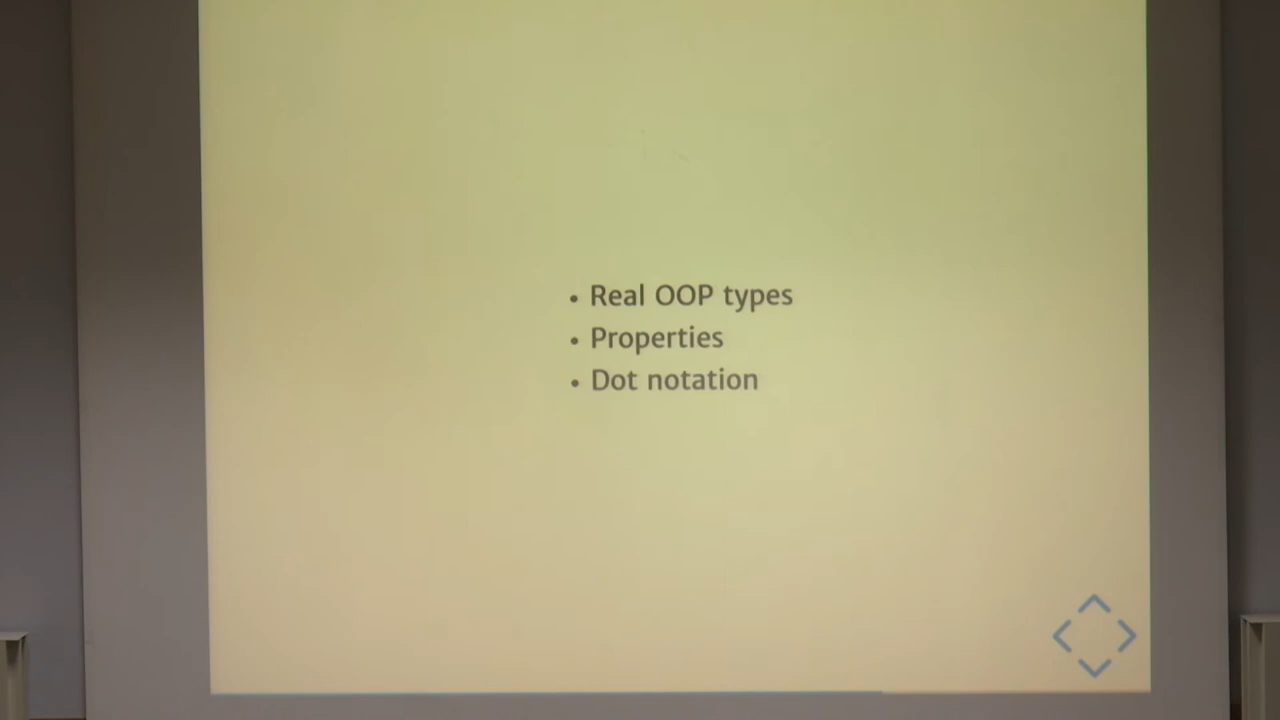 • Real OOP types
• Properties
• Dot notation